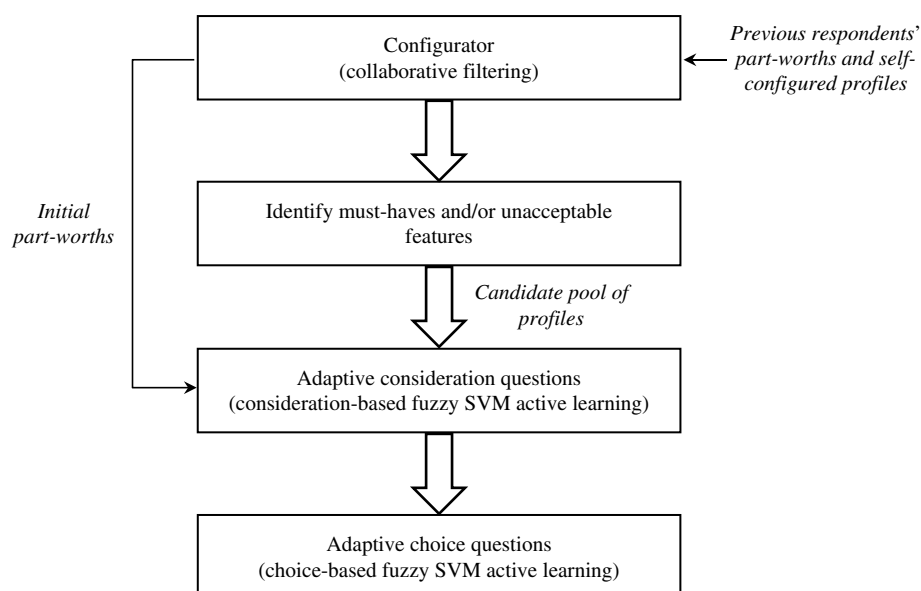 Configurator
(collaborative filtering)
Previous respondents’
part-worths and self-
configured profiles
Identify must-haves and/or unacceptable
features
Initial
part-worths
Candidate pool of
profiles
Adaptive consideration questions
(consideration-based fuzzy SVM active learning)
Adaptive choice questions
(choice-based fuzzy SVM active learning)